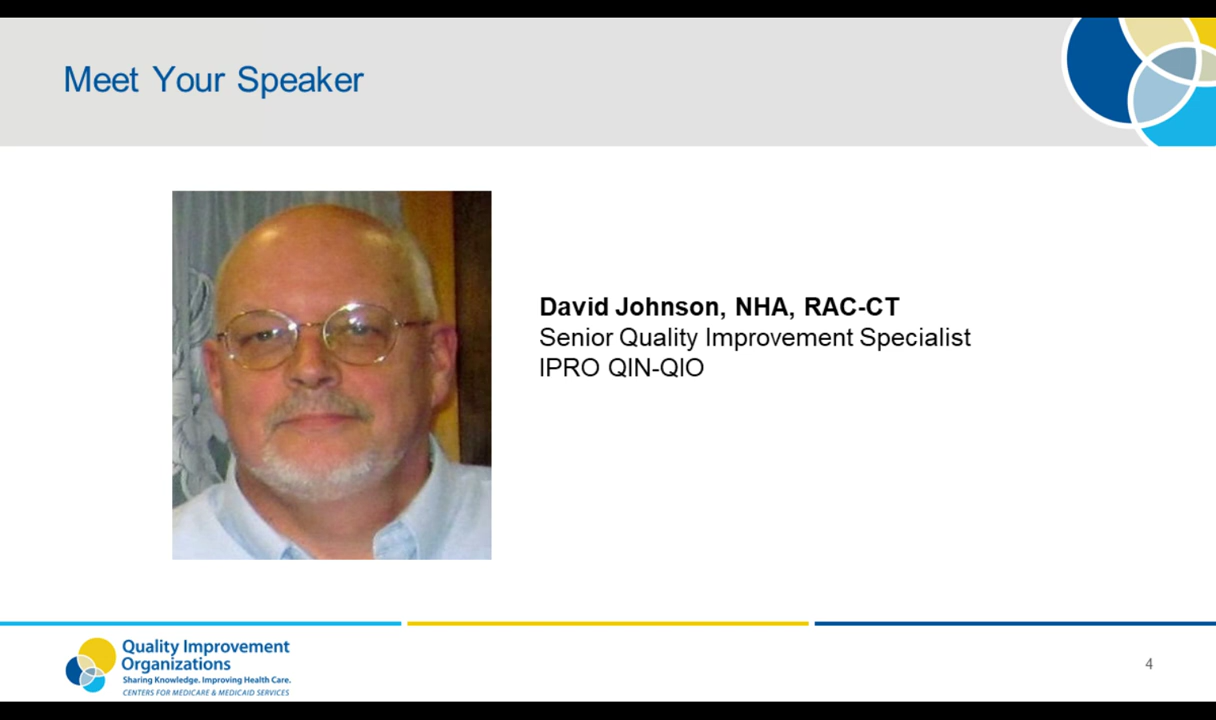 Meet Your Speaker
David Johnson, NHA, RAC-CT
Senior Quality Improvement Specialist
IPRO QIN-QIO
Quality Improvement
Organizations
Sharing Knowledge. Improving Health Care.
CENTERS FOR MEDICARE & MEDICAID SERVICES
4